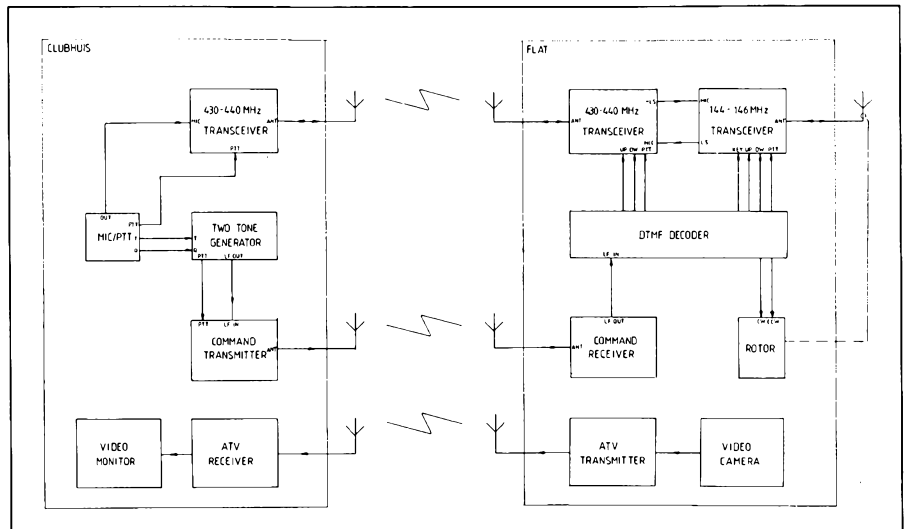 CLUBHUIS
430-440 MHz
TRANSCEIVER
MIC
ANT
PTT
OUT
PTT
T
MIC/PTT
TWO TONE
GENERATOR
T
PTT
LF OUT
PTT
LF IN
COMMAND
TRANSMITTER
ANT
VIDEO
MONITOR
ATV
RECEIVER
FLAT
430-440 MHz
TRANSCEIVER
ANT
LS
MIC
UP DW PTT
144-146 MHz
TRANSCEIVER
MIC
ANT
LS
KEY UP DW PTT
DTMF DECODER
LF IN
LF OUT
COMMAND
RECEIVER
ANT
CW CCW
ROTOR
ATV
TRANSMITTER
VIDEO
CAMERA